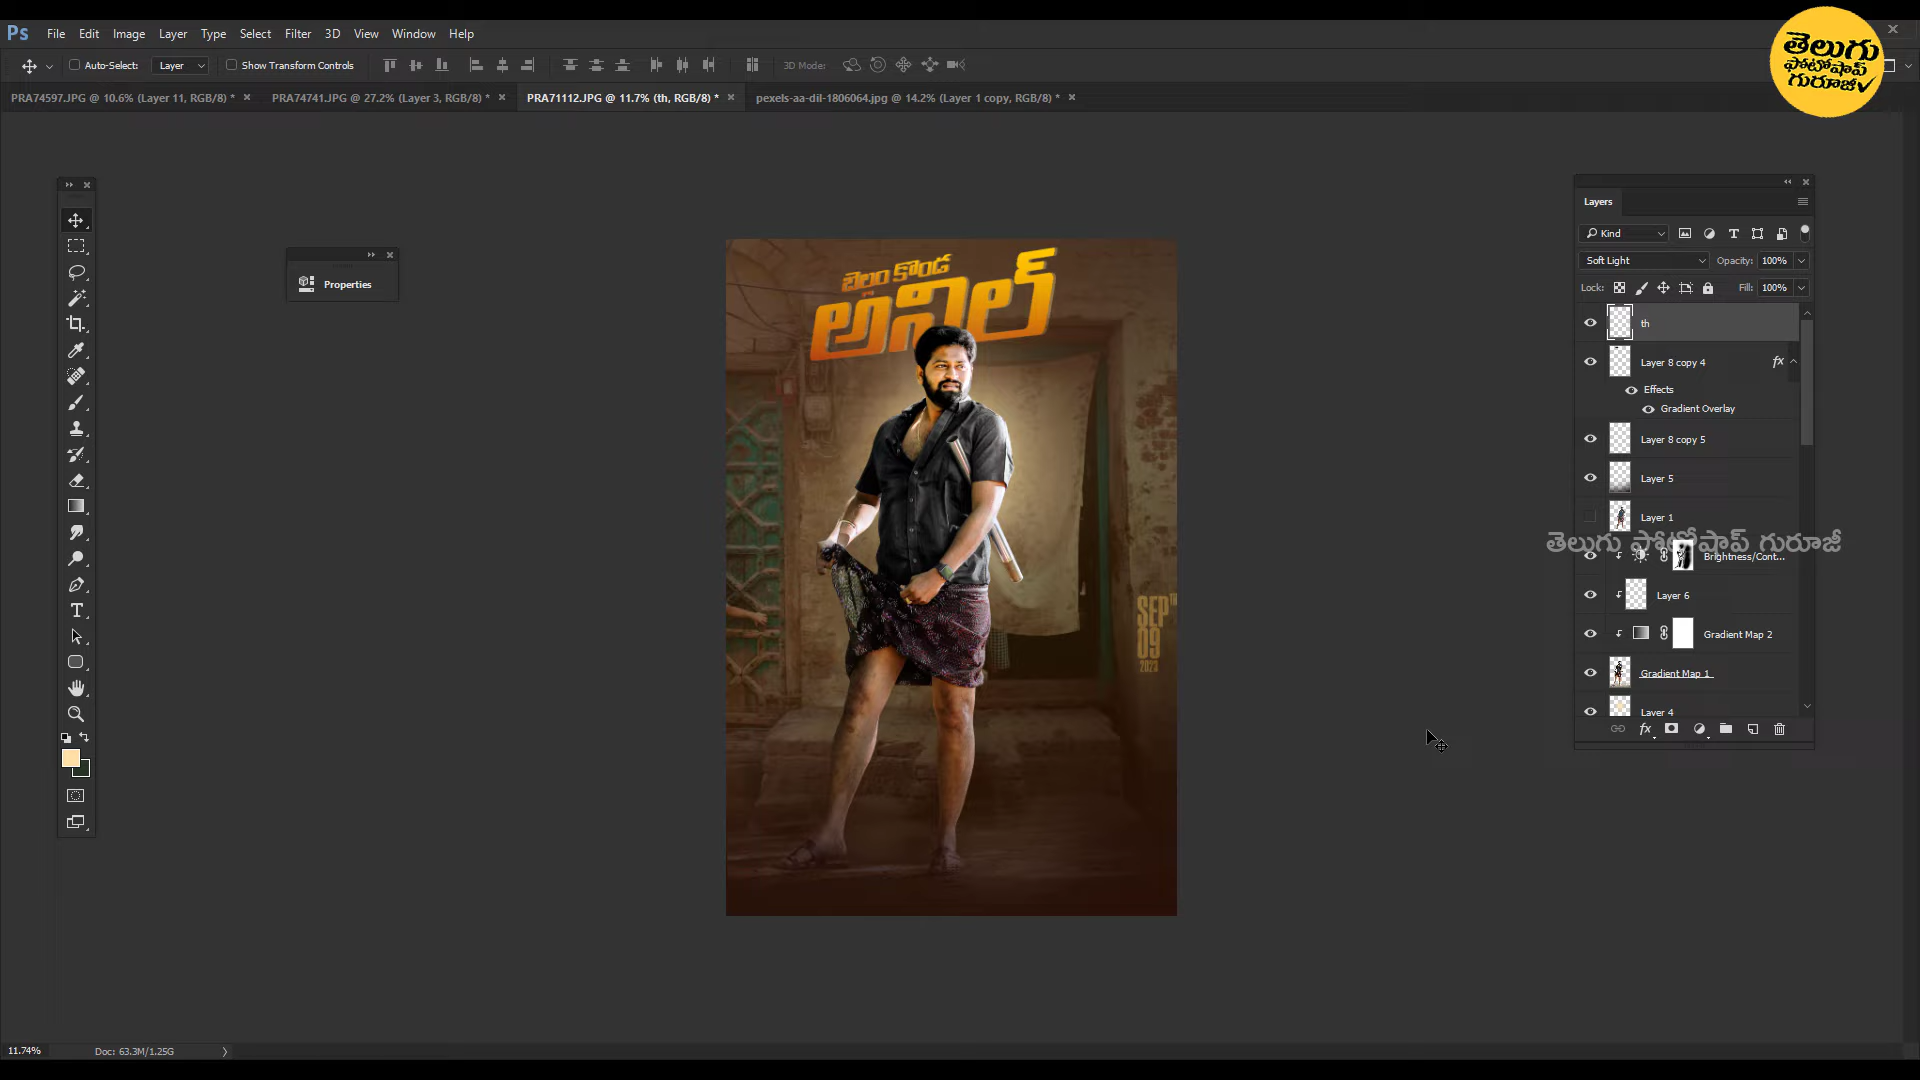 తెలుగు
ఫోటోషాప్
గురూజీ
Ps File Edit Image Layer Type Select Filter 3D View Window Help
Auto-Select: Layer Show Transform Controls 3D Mode:
PRA74597.JPG @ 10.6% (Layer 11, RGB/8) * PRA74741.JPG @ 27.2% (Layer 3, RGB/8) * PRA71112.JPG @ 11.7% (th, RGB/8) * pexels-aa-dil-1806064.jpg @ 14.2% (Layer 1 copy, RGB/8) *
Properties
బెల్లం కొండ
అనిల్
SEP TH
09
2023
Layers
Kind
Soft Light Opacity: 100%
Lock: Fill: 100%
th
Layer 8 copy 4 fx
Effects
Gradient Overlay
Layer 8 copy 5
Layer 5
Layer 1
తెలుగు ఫోటోషాప్ గురూజీ
Brightness/Cont...
Layer 6
Gradient Map 2
Gradient Map 1
Layer 4
fx
11.74% Doc: 63.3M/1.25G